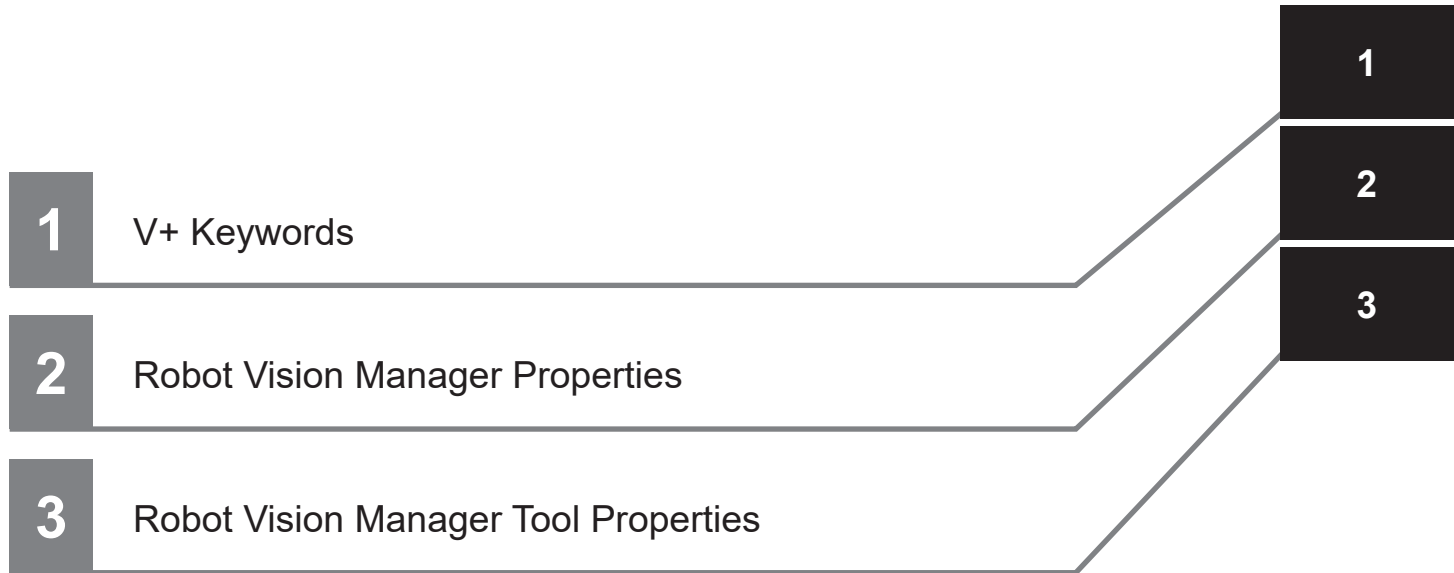 1
1 V+ Keywords
2
2 Robot Vision Manager Properties
3
3 Robot Vision Manager Tool Properties